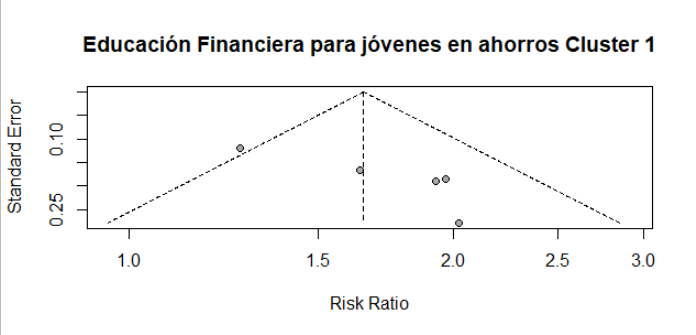 Educación Financiera para jóvenes en ahorros Cluster 1
Standard Error
0.10
0.25
1.0 1.5 2.0 2.5 3.0
Risk Ratio